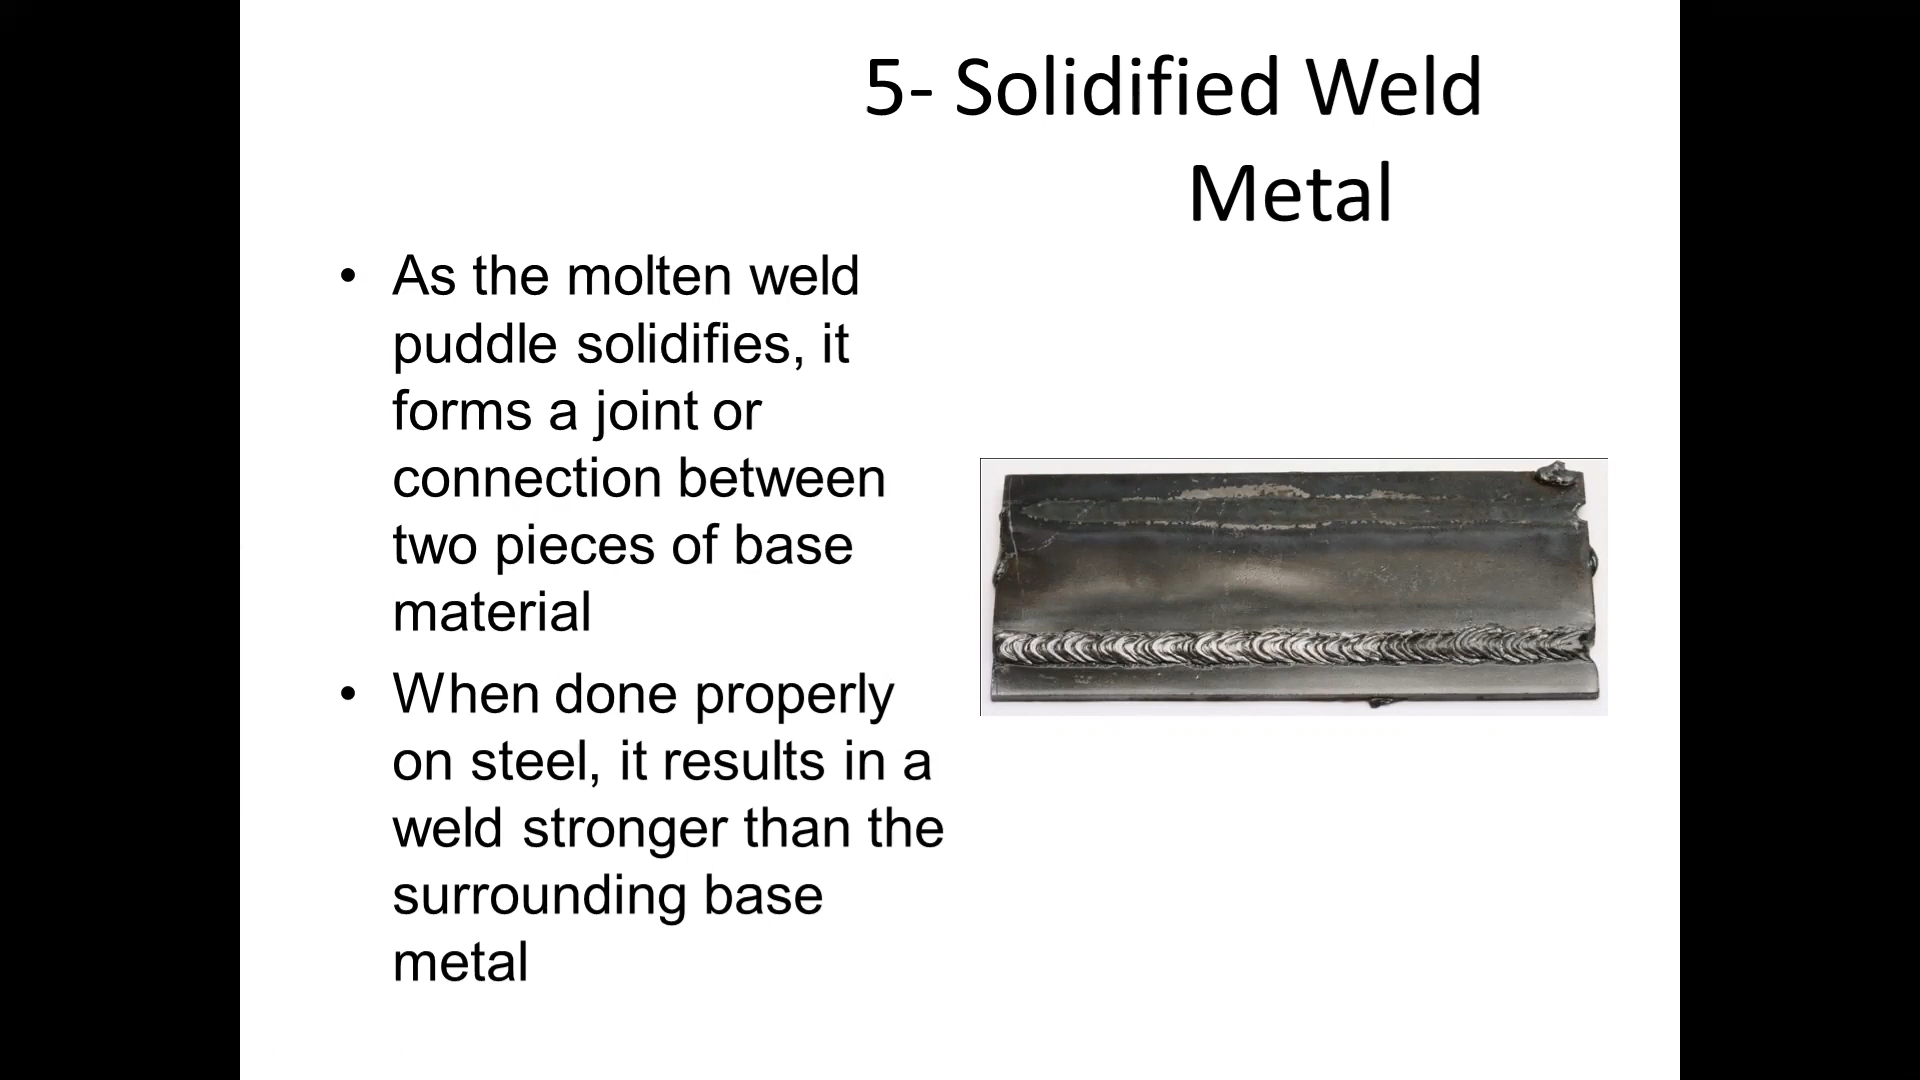 5- Solidified Weld
Metal
• As the molten weld
puddle solidifies, it
forms a joint or
connection between
two pieces of base
material
• When done properly
on steel, it results in a
weld stronger than the
surrounding base
metal